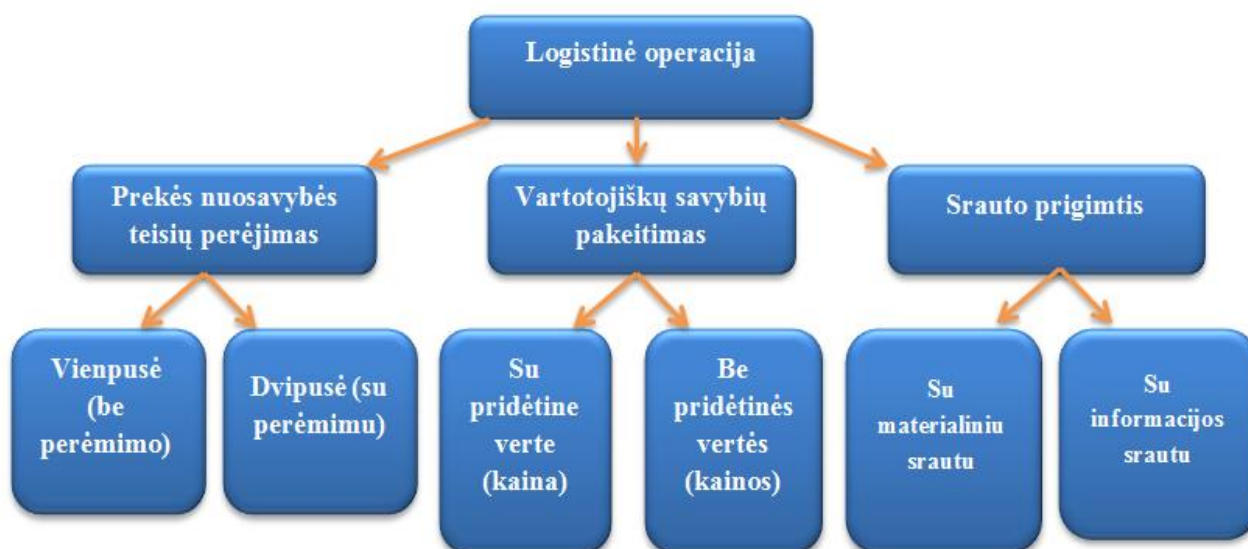 Logistinė operacija
Prekės nuosavybės
teisių perėjimas
Vartotojiškų savybių
pakeitimas
Srauto prigimtis
Vienpusė
(be
perėmimo)
Dvipusė (su
perėmimu)
Su
pridėtine
verte
(kaina)
Be
pridėtinės
vertės
(kainos)
Su
materialiniu
srautu
Su
informacijos
srautu